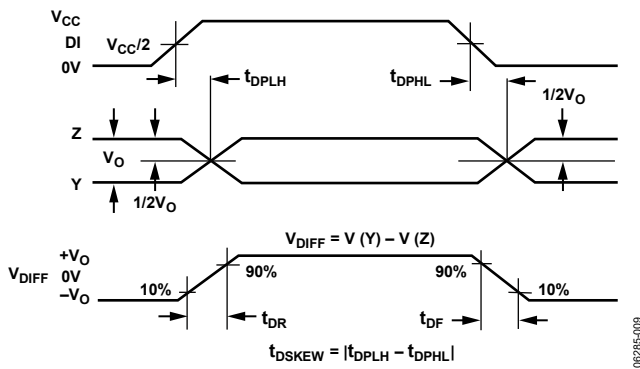 VCC
DI VCC/2
0V
tDPLH tDPHL 1/2VO
Z
VO
Y
1/2VO
VDIFF = V (Y) – V (Z)
+VO
VDIFF 0V 90% 90%
–VO 10% 10%
tDR tDF
tDSKEW = |tDPLH – tDPHL|
06285-009